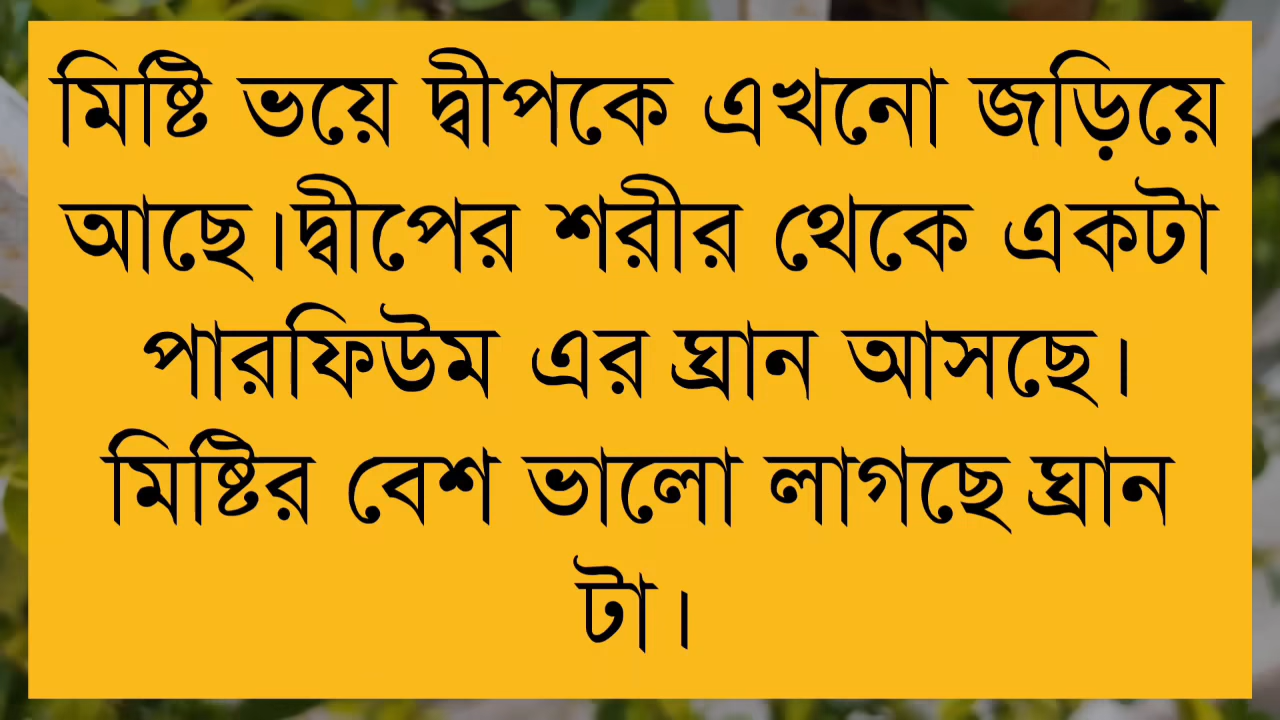 মিষ্টি ভয়ে দ্বীপকে এখনো জড়িয়ে
আছে।দ্বীপের শরীর থেকে একটা
পারফিউম এর ঘ্রান আসছে।
মিষ্টির বেশ ভালো লাগছে ঘ্রান
টা।